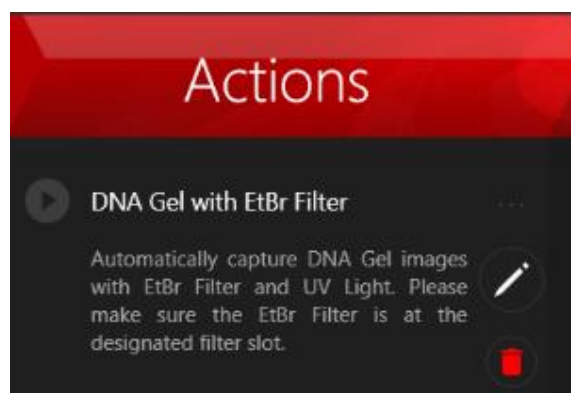 Actions
DNA Gel with EtBr Filter
...
Automatically capture DNA Gel images
with EtBr Filter and UV Light. Please
make sure the EtBr Filter is at the
designated filter slot.